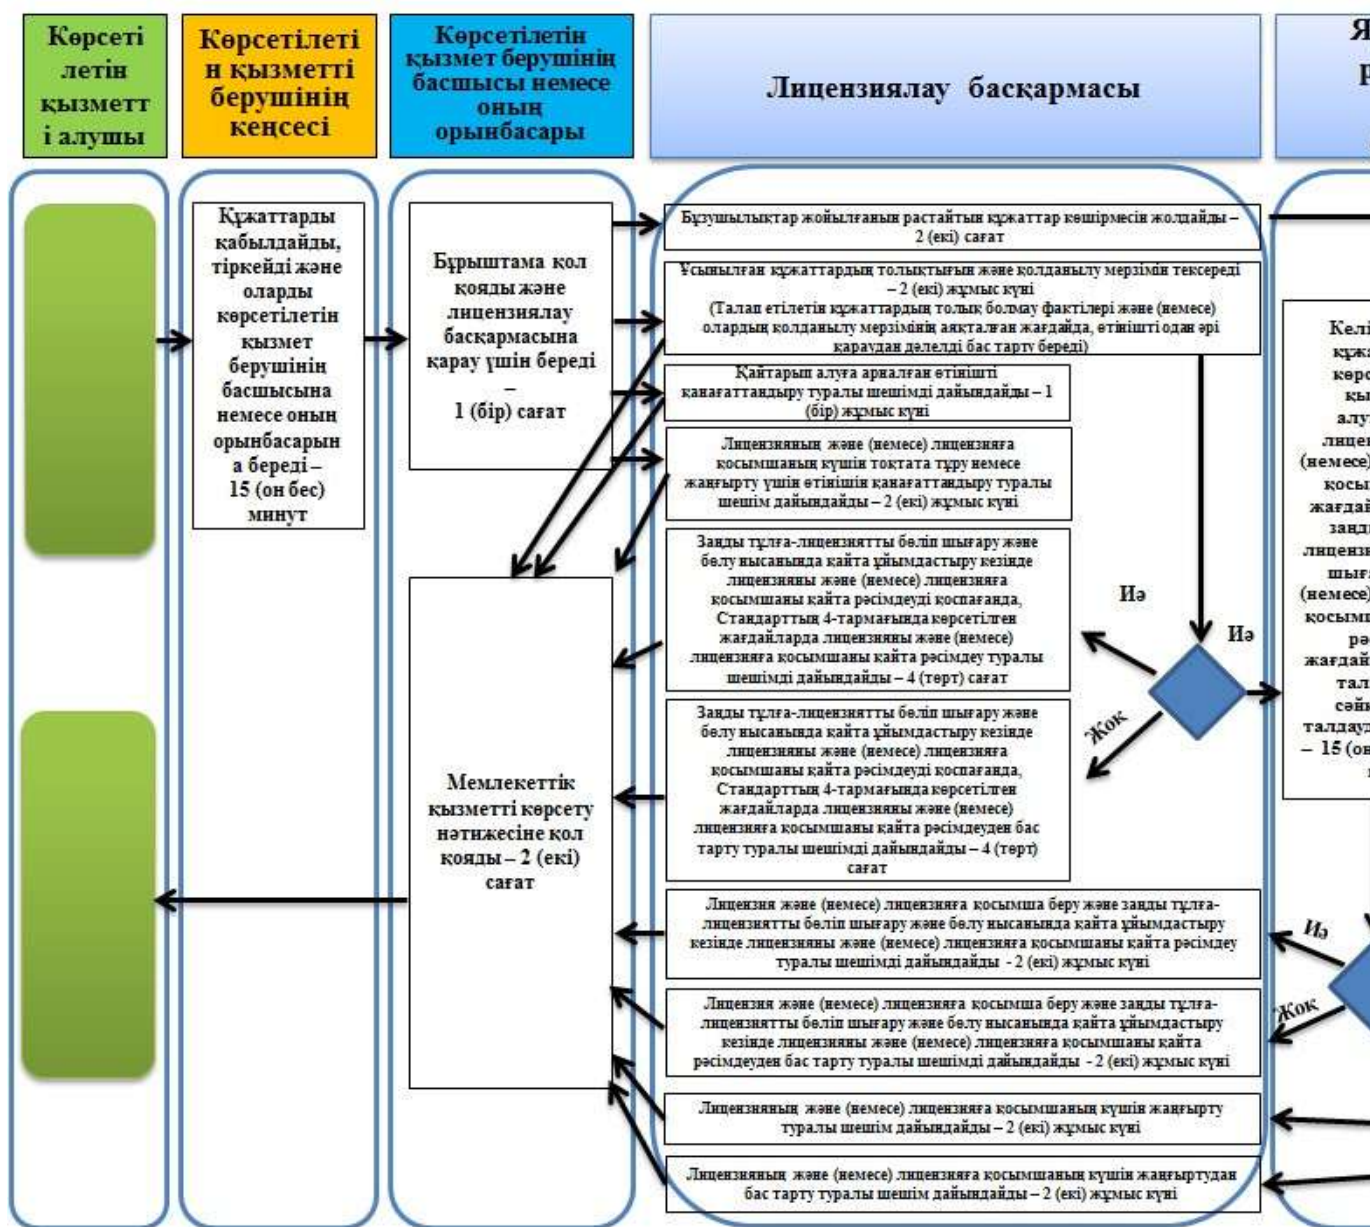 Көрсеті
летін
қызметт
і алушы
Көрсетілеті
н қызметті
берушінің
кеңсесі
Көрсетілетін
қызмет берушінің
басшысы немесе
оның
орынбасары
Лицензиялау басқармасы
Құжаттарды
қабылдайды,
тіркейді және
оларды
көрсетілетін
қызмет
берушінің
басшысына
немесе оның
орынбасарын
а береді –
15 (он бес)
минут
Бұрыштама қол
қояды және
лицензиялау
басқармасына
қарау үшін береді
–
1 (бір) сағат
Мемлекеттік
қызметті көрсету
нәтижесіне қол
қояды – 2 (екі)
сағат
Бұзушылықтар жойылғанын растайтын құжаттар көшірмесін жолдайды –
2 (екі) сағат
Ұсынылған құжаттардың толықтығын және қолданылу мерзімін тексереді
– 2 (екі) жұмыс күні
(Талап етілетін құжаттардың толық болмау фактілері және (немесе)
олардың қолданылу мерзімінің аяқталған жағдайда, өтінішті одан әрі
қараудан дәлелді бас тарту береді)
Қайтарып алуға арналған өтінішті
қанағаттандыру туралы шешімді дайындайды – 1
(бір) жұмыс күні
Лицензияның және (немесе) лицензияға
қосымшаның күшін тоқтата тұру немесе
жаңғырту үшін өтінішін қанағаттандыру туралы
шешім дайындайды – 2 (екі) жұмыс күні
Заңды тұлға-лицензиятты бөліп шығару және
бөлу нысанында қайта ұйымдастыру кезінде
лицензияны және (немесе) лицензияға
қосымшаны қайта рәсімдеуді қоспағанда,
Стандарттың 4-тармағында көрсетілген
жағдайларда лицензияны және (немесе)
лицензияға қосымшаны қайта рәсімдеу туралы
шешімді дайындайды – 4 (төрт) сағат
Иә
Иә
Жоқ
Заңды тұлға-лицензиятты бөліп шығару және
бөлу нысанында қайта ұйымдастыру кезінде
лицензияны және (немесе) лицензияға
қосымшаны қайта рәсімдеуді қоспағанда,
Стандарттың 4-тармағында көрсетілген
жағдайларда лицензияны және (немесе)
лицензияға қосымшаны қайта рәсімдеуден бас
тарту туралы шешімді дайындайды – 4 (төрт)
сағат
Лицензия және (немесе) лицензияға қосымша беру және заңды тұлға-
лицензиятты бөліп шығару және бөлу нысанында қайта ұйымдастыру
кезінде лицензияны және (немесе) лицензияға қосымшаны қайта рәсімдеу
туралы шешімді дайындайды - 2 (екі) жұмыс күні
Лицензия және (немесе) лицензияға қосымша беру және заңды тұлға-
лицензиятты бөліп шығару және бөлу нысанында қайта ұйымдастыру
кезінде лицензияны және (немесе) лицензияға қосымшаны қайта
рәсімдеуден бас тарту туралы шешімді дайындайды - 2 (екі) жұмыс күні
Иә
Жоқ
Лицензияның және (немесе) лицензияға қосымшаның күшін жаңғырту
туралы шешім дайындайды – 2 (екі) жұмыс күні
Лицензияның және (немесе) лицензияға қосымшаның күшін жаңғыртудан
бас тарту туралы шешім дайындайды – 2 (екі) жұмыс күні
(немесе)
(немесе)
– 15